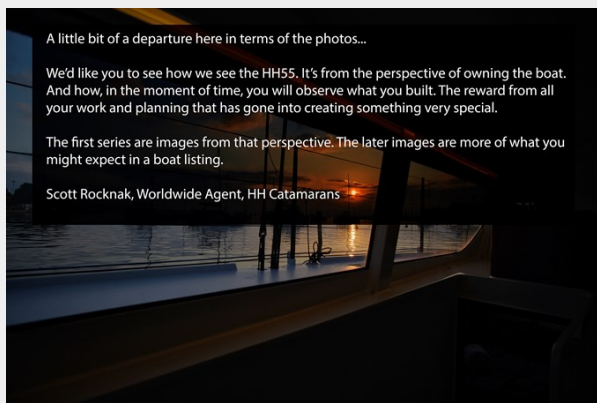 A little bit of a departure here in terms of the photos...
We'd like you to see how we see the HH55. It's from the perspective of owning the boat.
And how, in the moment of time, you will observe what you built. The reward from all
your work and planning that has gone into creating something very special.
The first series are images from that perspective. The later images are more of what you
might expect in a boat listing.
Scott Rocknak, Worldwide Agent, HH Catamarans